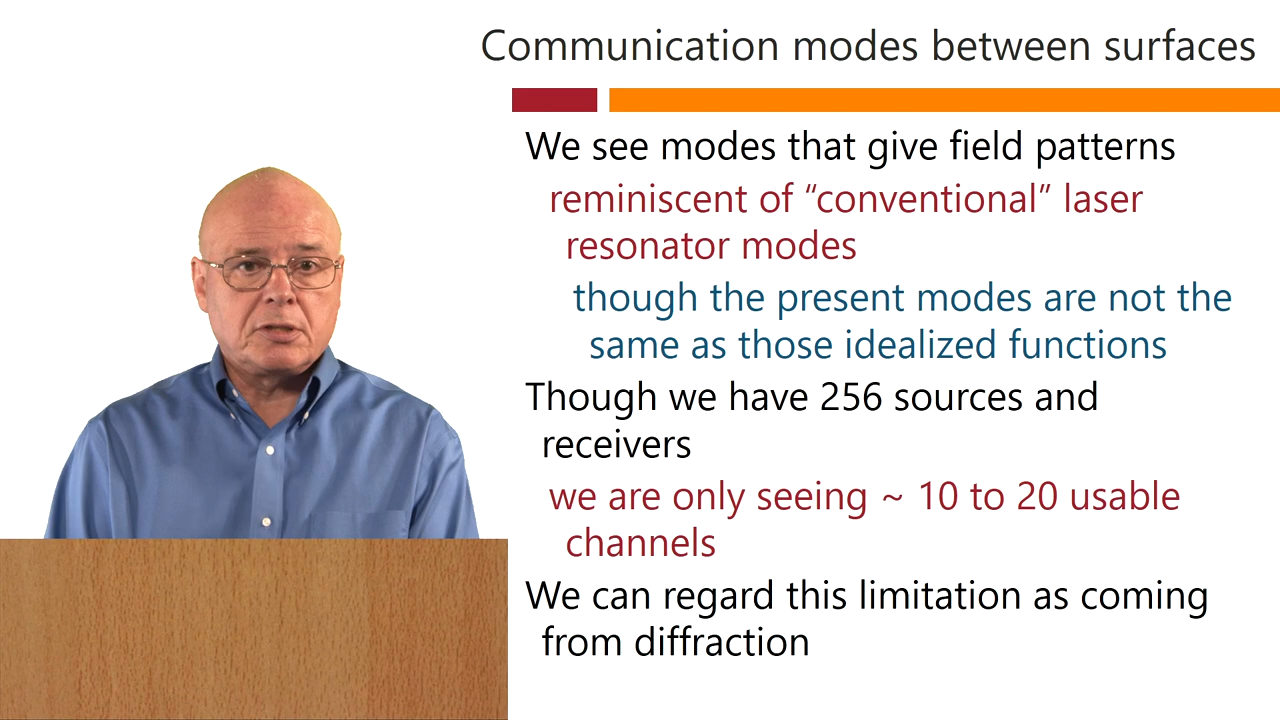 Communication modes between surfaces
We see modes that give field patterns
reminiscent of “conventional” laser
resonator modes
though the present modes are not the
same as those idealized functions
Though we have 256 sources and
receivers
we are only seeing ~ 10 to 20 usable
channels
We can regard this limitation as coming
from diffraction